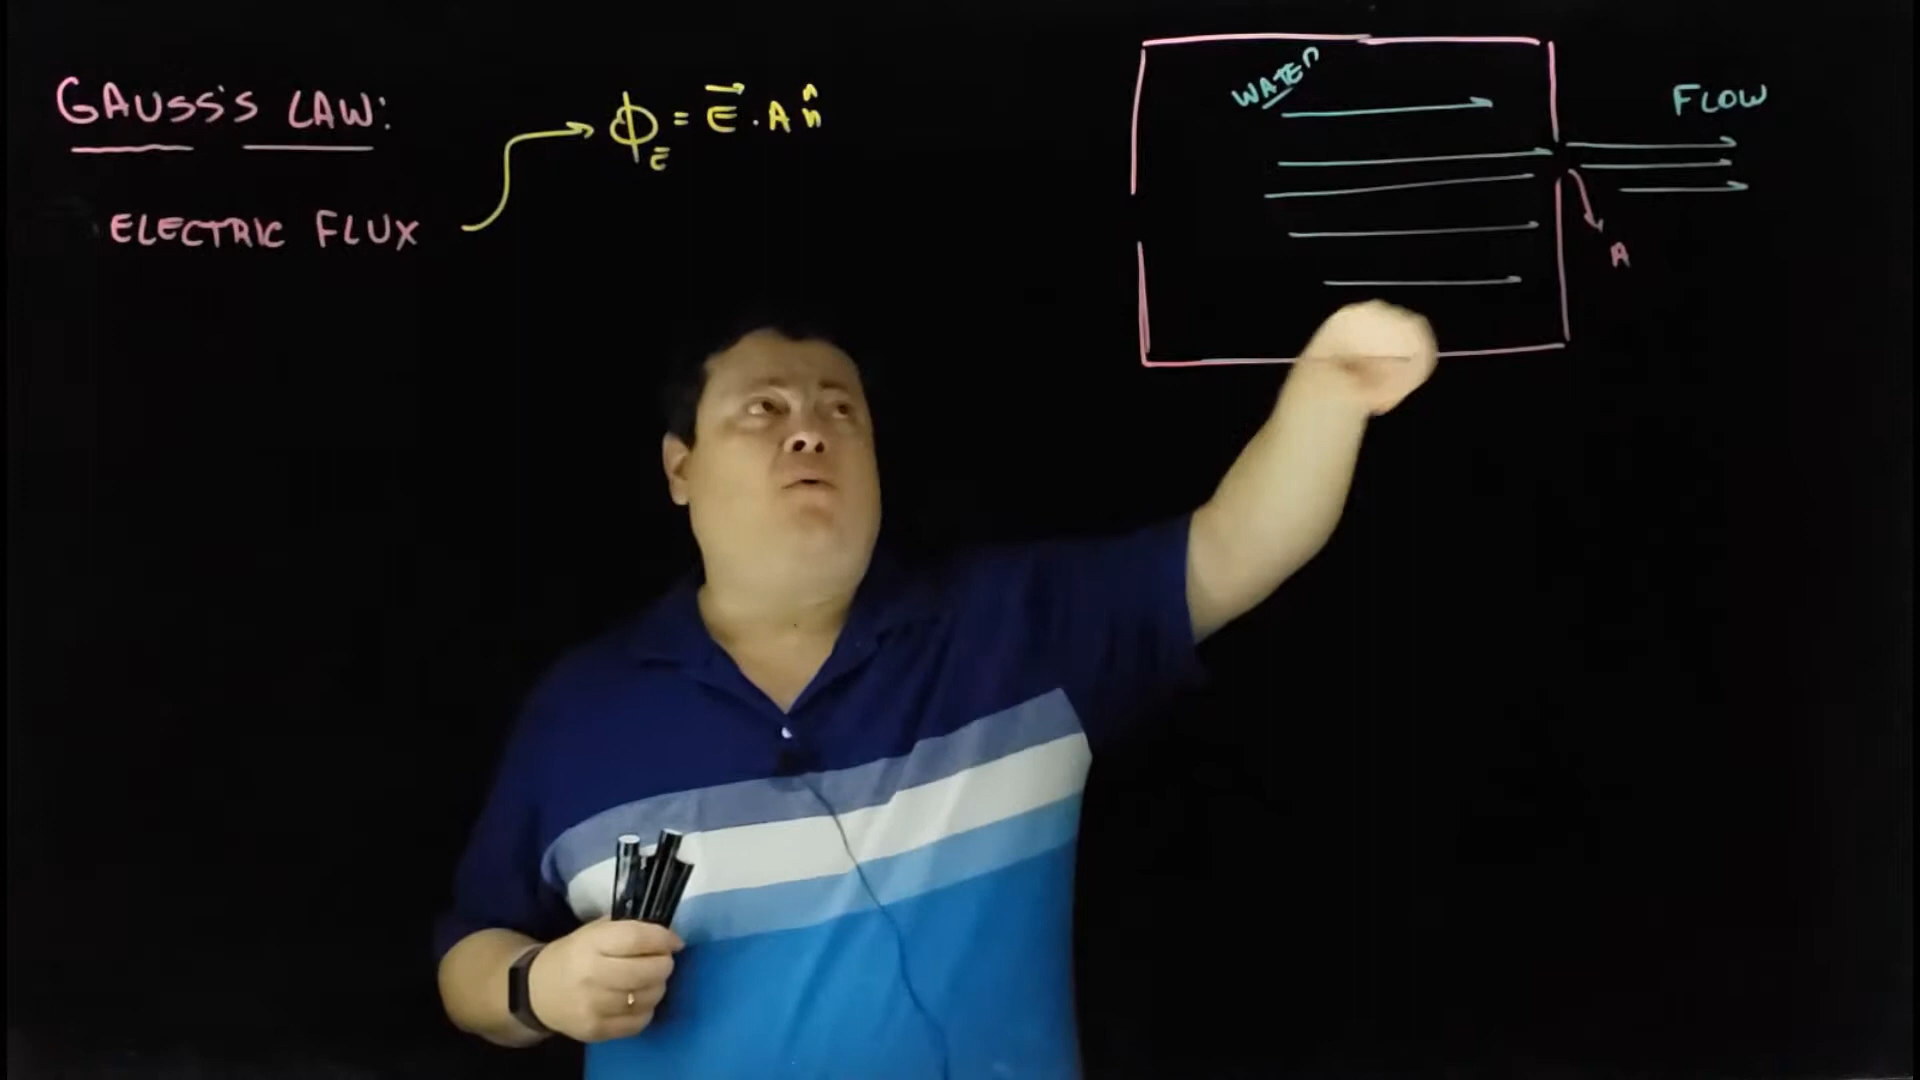 GAUSS'S LAW:
ELECTRIC FLUX
Φ_E = E⃗ · A n̂
WATER
FLOW
A